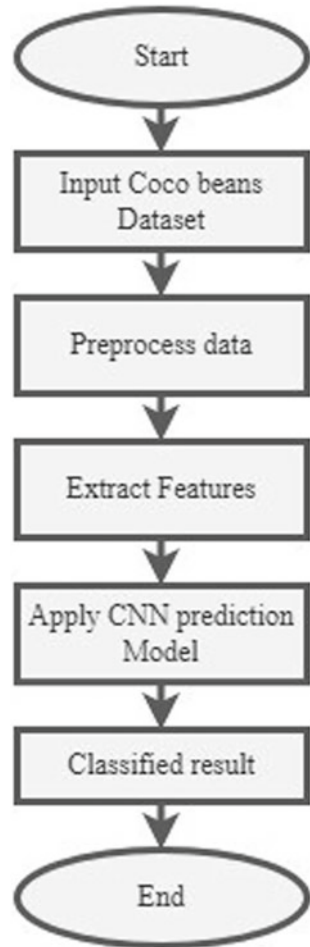 Start
Input Coco beans
Dataset
Preprocess data
Extract Features
Apply CNN prediction
Model
Classified result
End